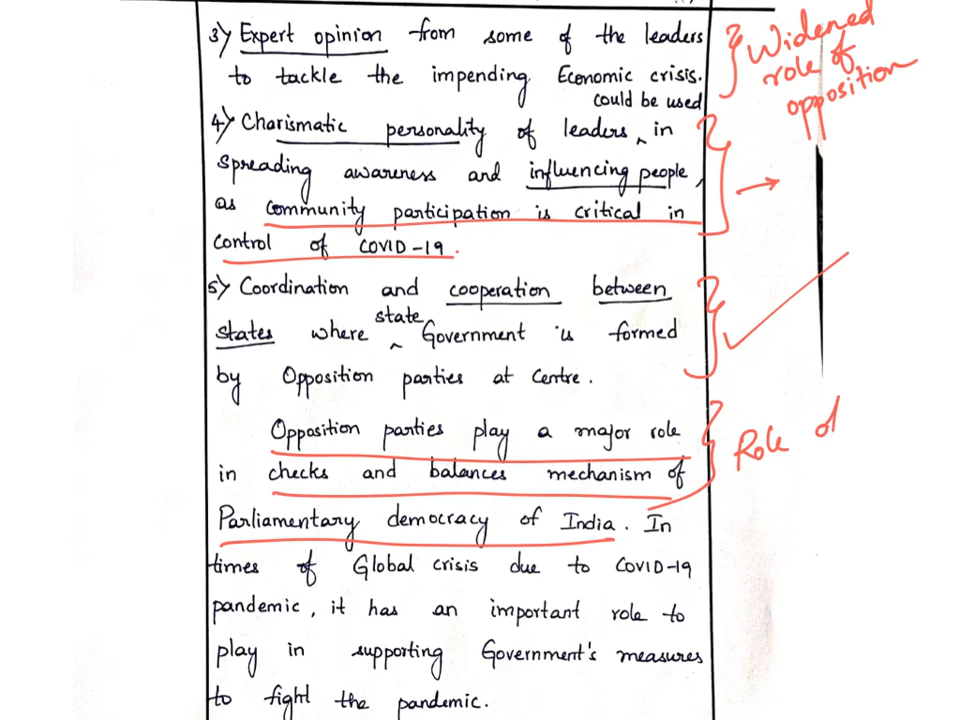 3) Expert opinion from some of the leaders
to tackle the impending Economic crisis.
could be used
4) Charismatic personality of leaders ^ in
spreading awareness and influencing people,
as community participation is critical in
control of COVID-19.
5) Coordination and cooperation between
state
states where ^ Government is formed
by Opposition parties at Centre.
Opposition parties play a major role
in checks and balances mechanism of
Parliamentary democracy of India. In
times of Global crisis due to COVID-19
pandemic, it has an important role to
play in supporting Government's measures
to fight the pandemic.
Widened
role of
opposition
Role of